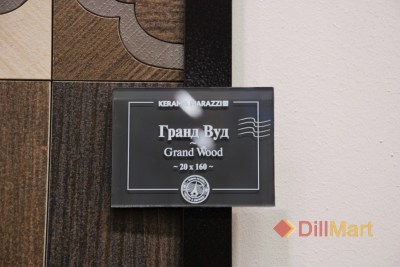 KERAMA MARAZZI
Гранд Вуд
~
Grand Wood
~ 20 x 160 ~
DillMart